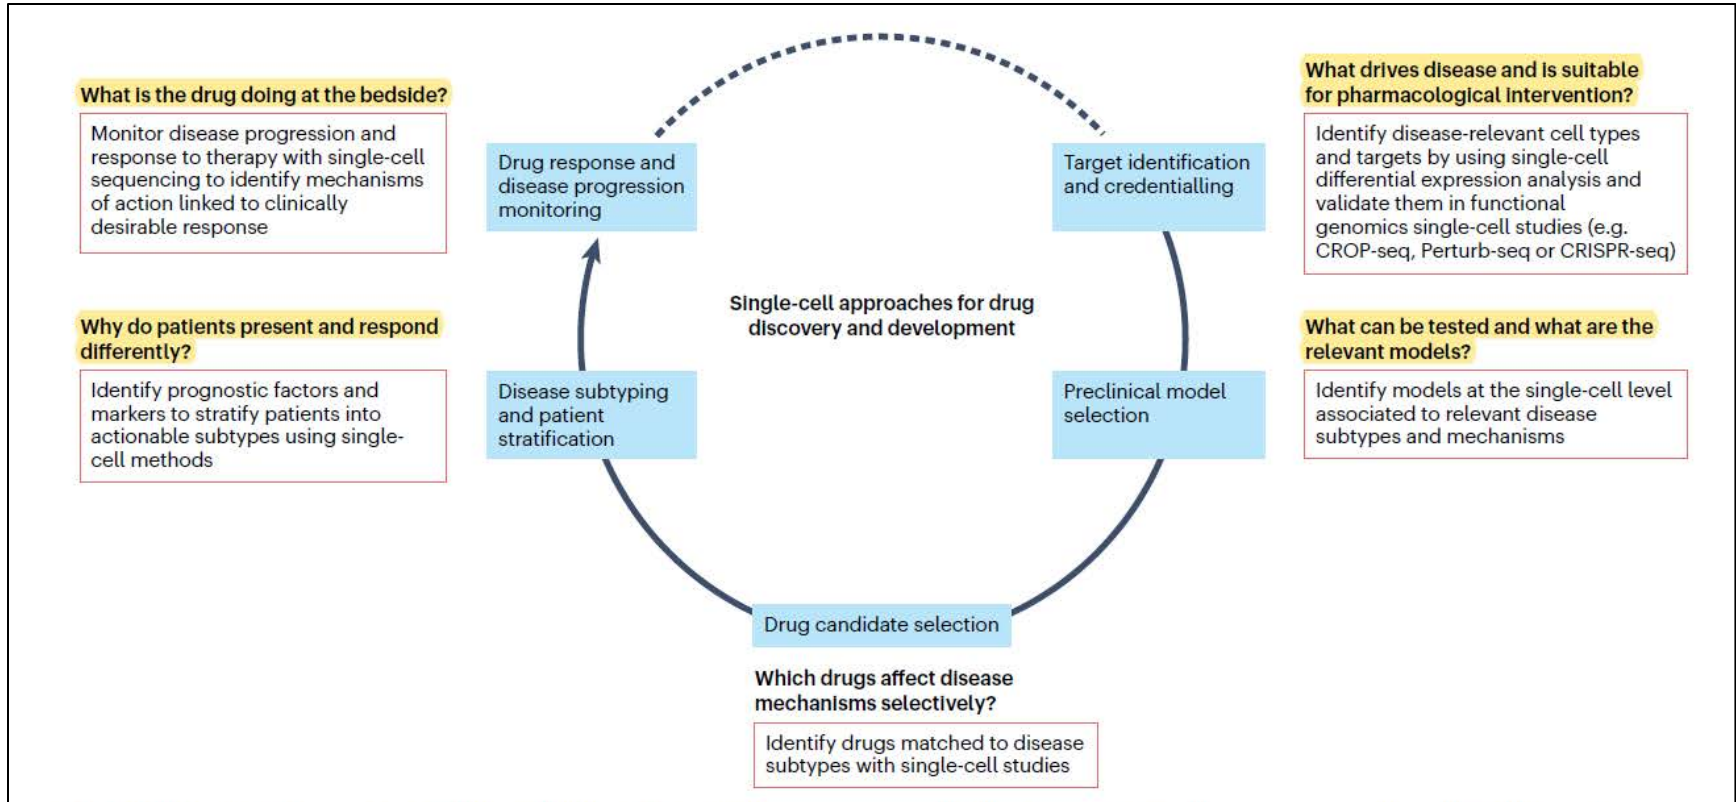 What is the drug doing at the bedside?
Monitor disease progression and
response to therapy with single-cell
sequencing to identify mechanisms
of action linked to clinically
desirable response
Why do patients present and respond
differently?
Identify prognostic factors and
markers to stratify patients into
actionable subtypes using single-
cell methods
Drug response and
disease progression
monitoring
Disease subtyping
and patient
stratification
Single-cell approaches for drug
discovery and development
Target identification
and credentialling
Preclinical model
selection
Drug candidate selection
Which drugs affect disease
mechanisms selectively?
Identify drugs matched to disease
subtypes with single-cell studies
What drives disease and is suitable
for pharmacological intervention?
Identify disease-relevant cell types
and targets by using single-cell
differential expression analysis and
validate them in functional
genomics single-cell studies (e.g.
CROP-seq, Perturb-seq or CRISPR-seq)
What can be tested and what are the
relevant models?
Identify models at the single-cell level
associated to relevant disease
subtypes and mechanisms